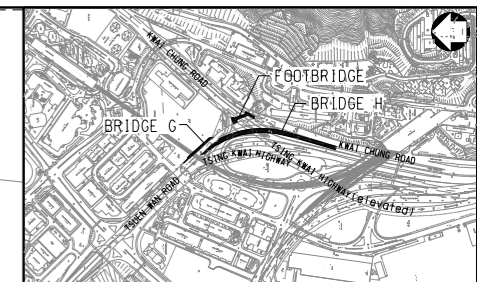 KWAI CHUNG ROAD
FOOTBRIDGE
BRIDGE H
BRIDGE G
KWAI CHUNG ROAD
TSING KWAI HIGHWAY
TSING KWAI HIGHWAY(elevated)
TSUEN WAN ROAD